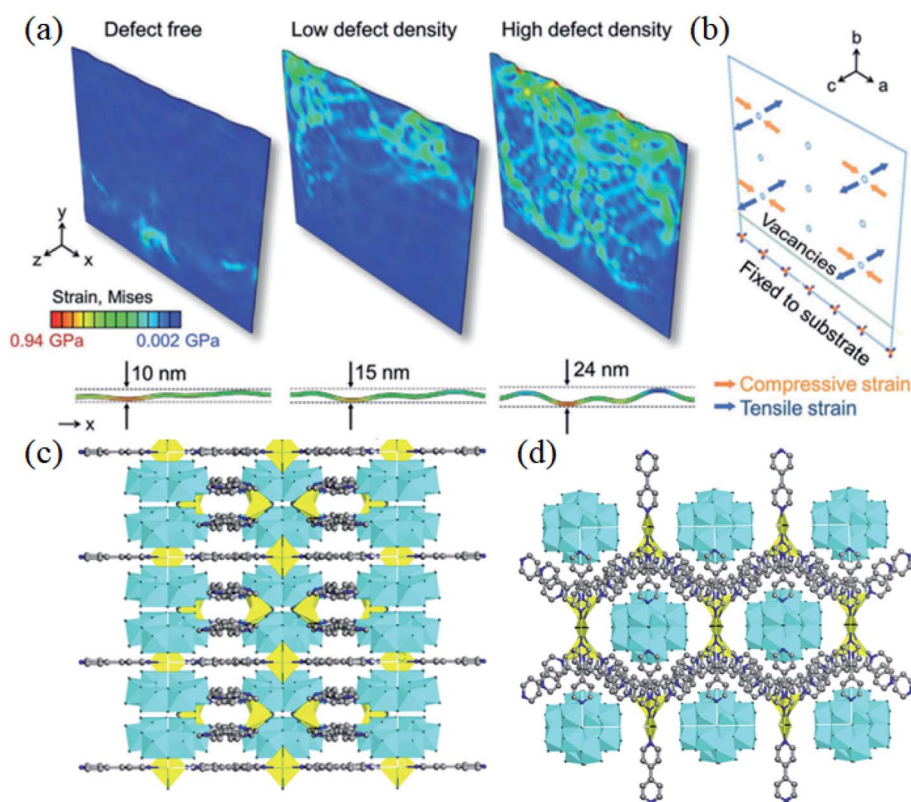 (a)
Defect free
Low defect density
High defect density
(b)
b
c
a
y
z
x
Vacancies
Fixed to substrate
Strain, Mises
0.94 GPa
0.002 GPa
10 nm
15 nm
24 nm
x
Compressive strain
Tensile strain
(c)
(d)